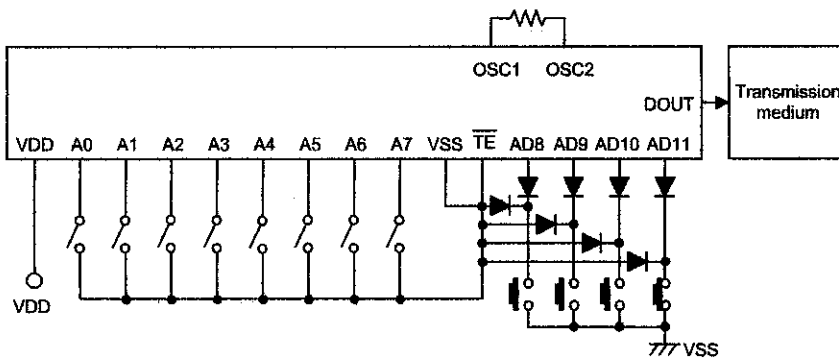 OSC1 OSC2
DOUT
Transmission
medium
VDD A0 A1 A2 A3 A4 A5 A6 A7 VSS T̅E̅ AD8 AD9 AD10 AD11
VDD
VSS